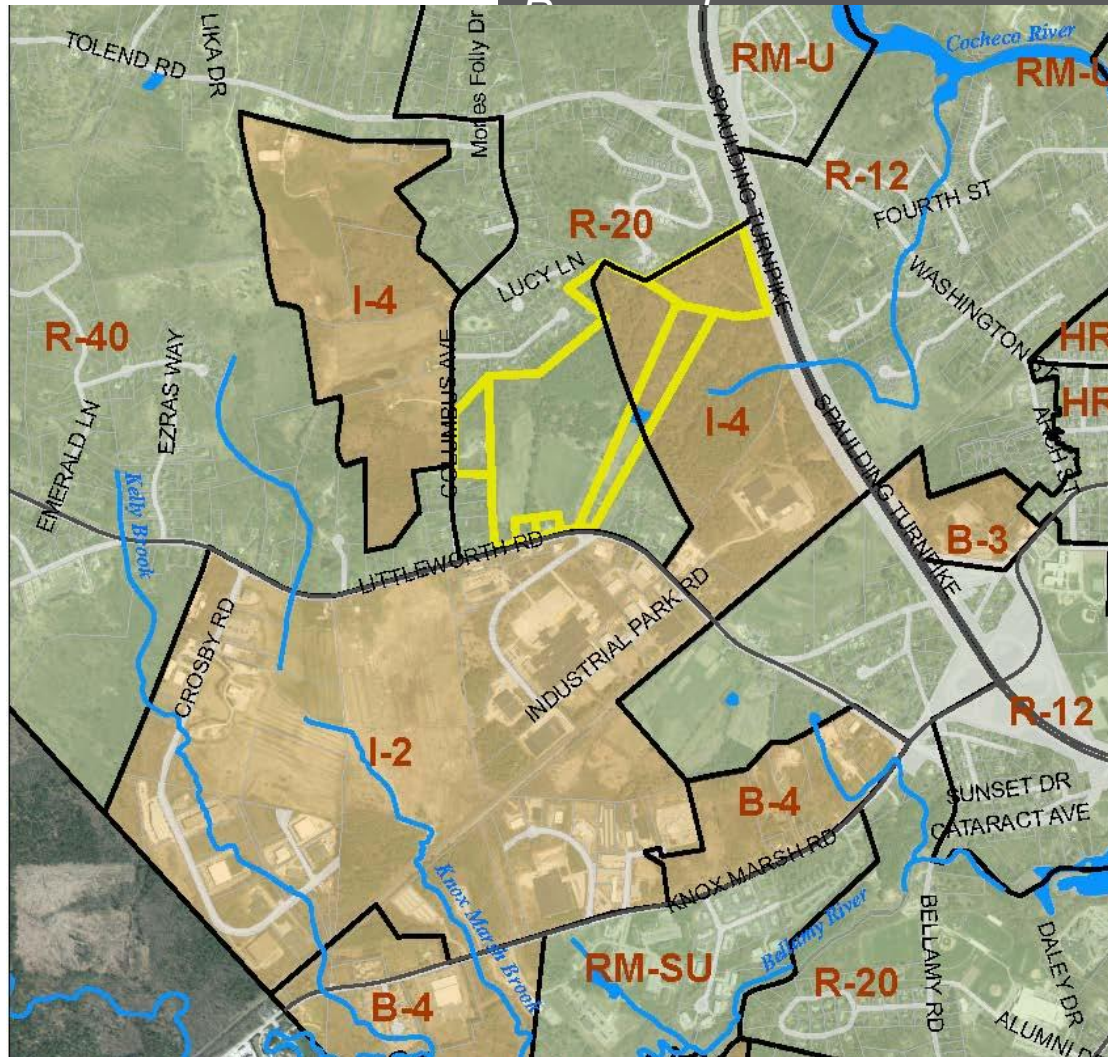 TOLEND RD
LIKA DR
Mones Folly Dr
SPAULDING TURNPIKE
RM-U
Cocheco River
R-12
FOURTH ST
R-20
LUCY LN
WASHINGTON
I-4
R-40
EZRAS WAY
COLUMBUS AVE
I-4
HR
HR
ARCH ST
EMERALD LN
Kelly Brook
SPAULDING TURNPIKE
B-3
LITTLEWORTH RD
CROSBY RD
INDUSTRIAL PARK RD
I-2
R-12
B-4
SUNSET DR
CATARACT AVE
KNOX MARSH RD
Knox Marsh Brook
Bellamy River
BELLAMY RD
DALEY DR
RM-SU
R-20
B-4
ALUMNI